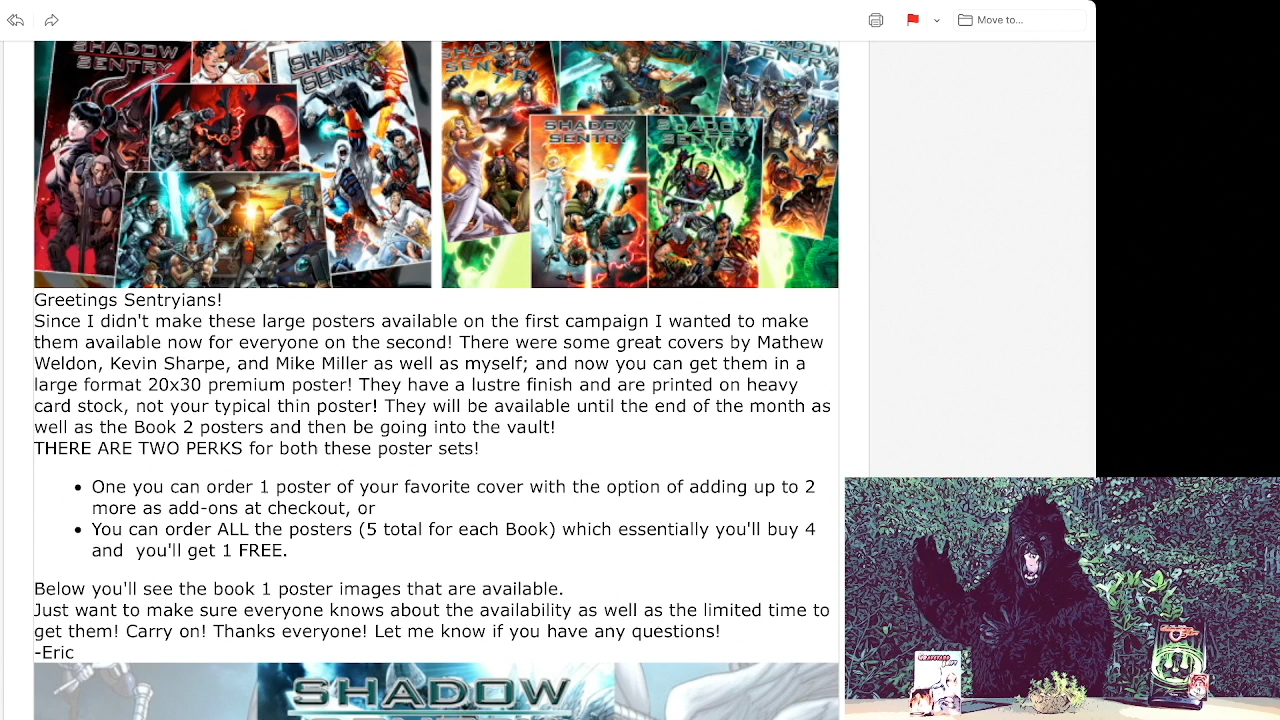 Move to...
SHADOW
SENTRY
SHADOW
SENTRY
SHADOW
SENTRY
SHADOW
SENTRY
SHADOW
SENTRY
Greetings Sentryians!
Since I didn't make these large posters available on the first campaign I wanted to make
them available now for everyone on the second! There were some great covers by Mathew
Weldon, Kevin Sharpe, and Mike Miller as well as myself; and now you can get them in a
large format 20x30 premium poster! They have a lustre finish and are printed on heavy
card stock, not your typical thin poster! They will be available until the end of the month as
well as the Book 2 posters and then be going into the vault!
THERE ARE TWO PERKS for both these poster sets!
• One you can order 1 poster of your favorite cover with the option of adding up to 2
more as add-ons at checkout, or
• You can order ALL the posters (5 total for each Book) which essentially you'll buy 4
and you'll get 1 FREE.
Below you'll see the book 1 poster images that are available.
Just want to make sure everyone knows about the availability as well as the limited time to
get them! Carry on! Thanks everyone! Let me know if you have any questions!
-Eric
SHADOW